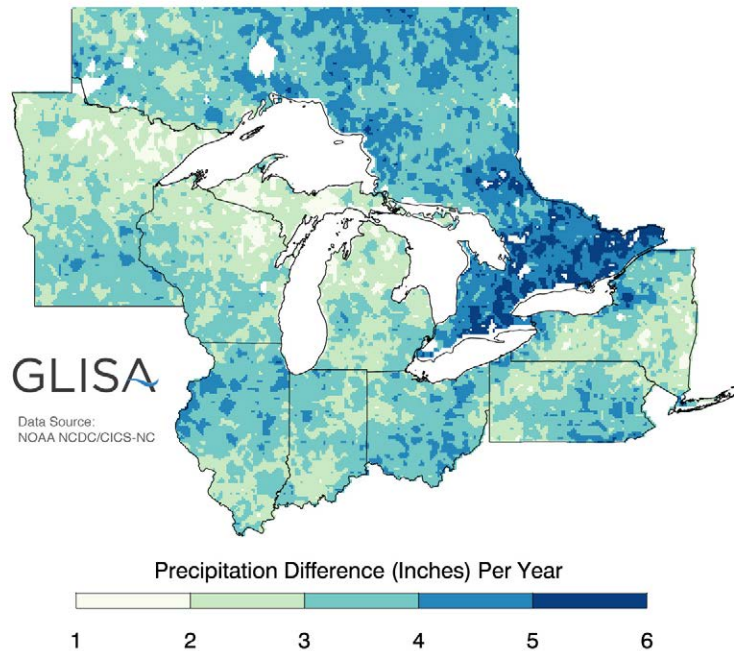 GLISA
Data Source:
NOAA NCDC/CICS-NC
Precipitation Difference (Inches) Per Year
1 2 3 4 5 6